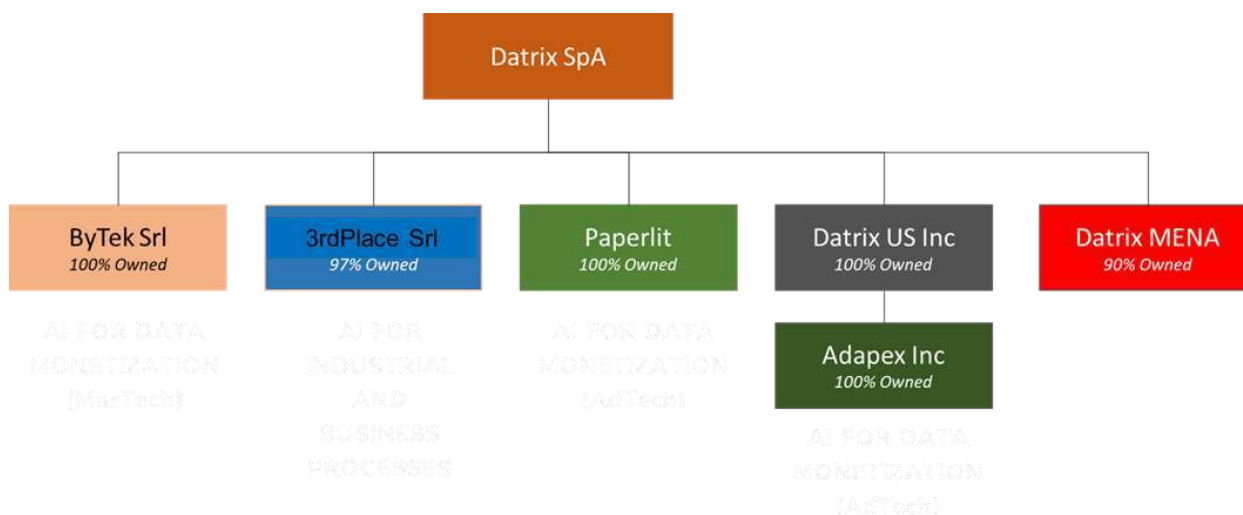 Datrix SpA
ByTek Srl
100% Owned
3rdPlace Srl
97% Owned
Paperlit
100% Owned
Datrix US Inc
100% Owned
Datrix MENA
90% Owned
Adapex Inc
100% Owned
AI FOR DATA
MONETIZATION
(MarTech)
AI FOR
INDUSTRIAL
AND
BUSINESS
PROCESSES
AI FOR DATA
MONETIZATION
(AdTech)
AI FOR DATA
MONETIZATION
(AdTech)